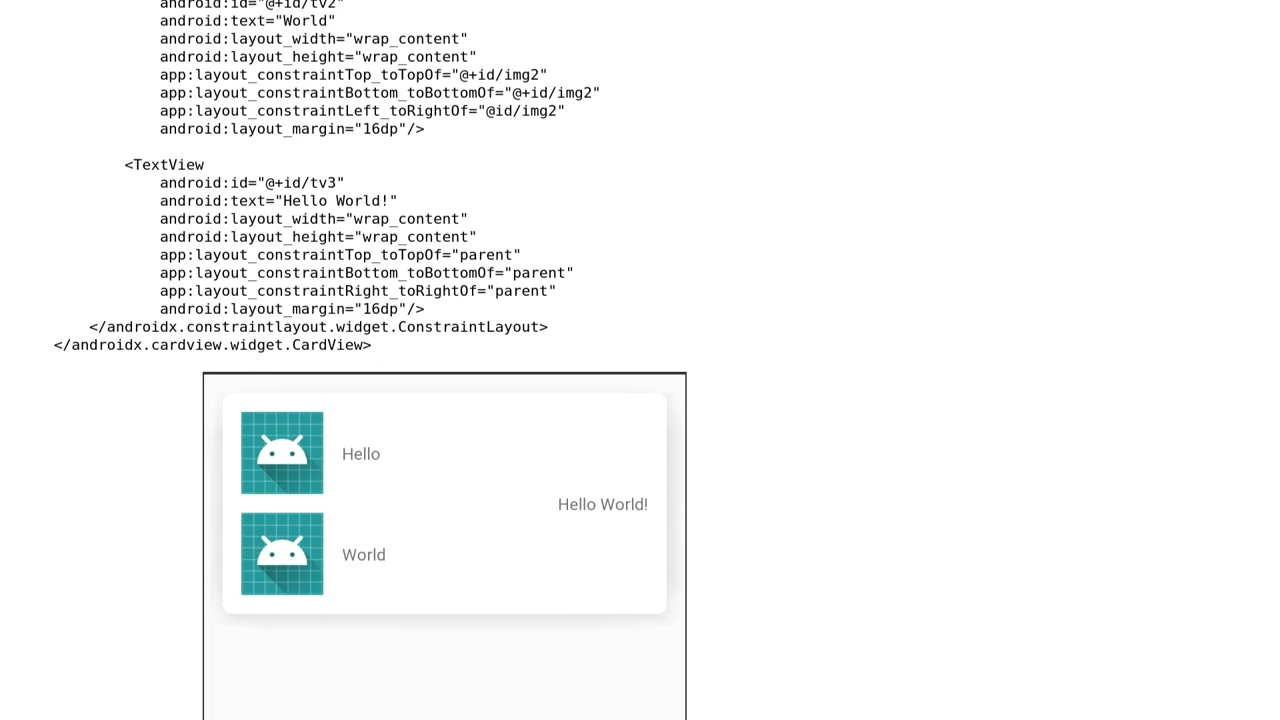 android:id="@+id/tv2"
android:text="World"
android:layout_width="wrap_content"
android:layout_height="wrap_content"
app:layout_constraintTop_toTopOf="@+id/img2"
app:layout_constraintBottom_toBottomOf="@+id/img2"
app:layout_constraintLeft_toRightOf="@id/img2"
android:layout_margin="16dp"/>
<TextView
android:id="@+id/tv3"
android:text="Hello World!"
android:layout_width="wrap_content"
android:layout_height="wrap_content"
app:layout_constraintTop_toTopOf="parent"
app:layout_constraintBottom_toBottomOf="parent"
app:layout_constraintRight_toRightOf="parent"
android:layout_margin="16dp"/>
</androidx.constraintlayout.widget.ConstraintLayout>
</androidx.cardview.widget.CardView>
Hello
Hello World!
World